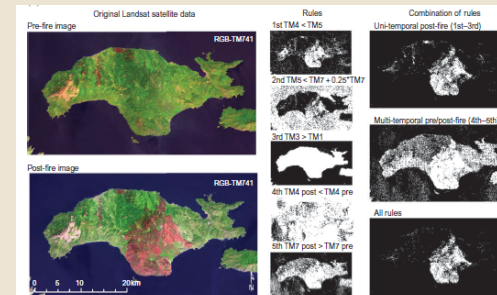 Original Landsat satellite data
Rules
Combination of rules
Pre-fire image
RGB-TM741
1st TM4 < TM5
Uni-temporal post-fire (1st–3rd)
2nd TM5 < TM7 + 0.25*TM7
3rd TM3 > TM1
Multi-temporal pre/post-fire (4th–5th)
Post-fire image
RGB-TM741
4th TM4 post < TM4 pre
All rules
5th TM7 post > TM7 pre
0 5 10 20km
N